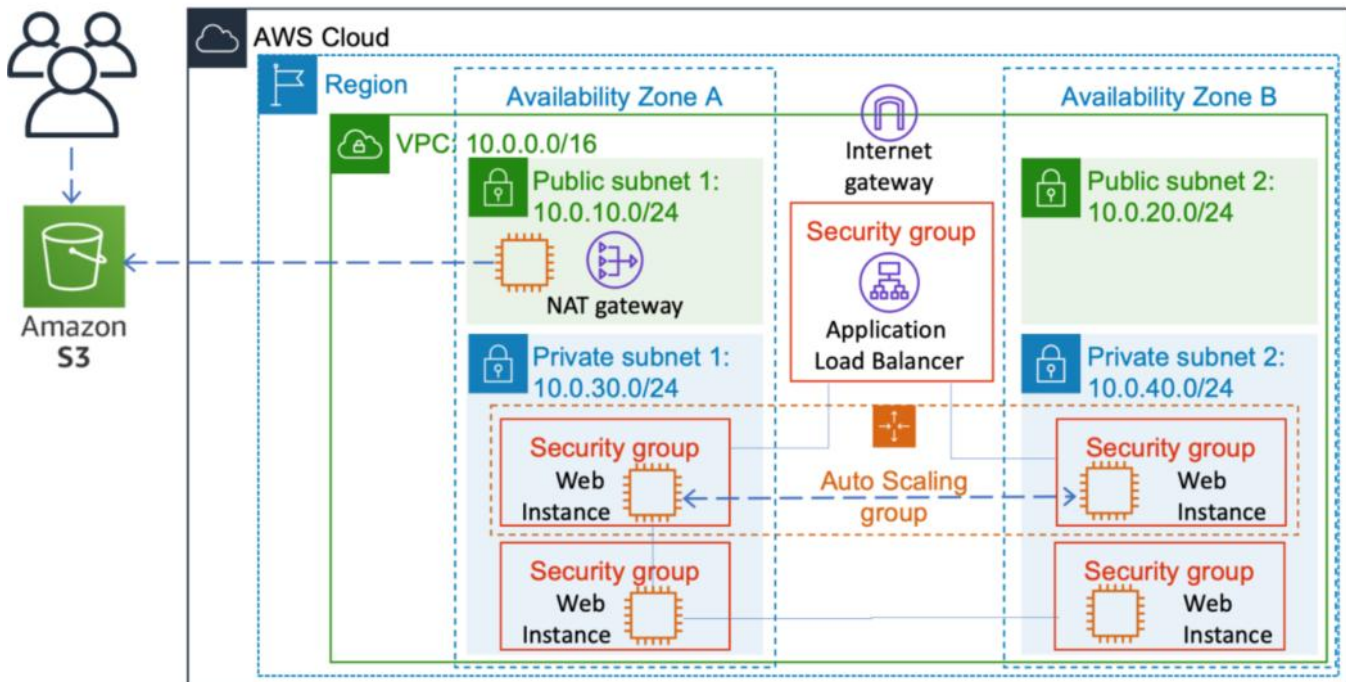 AWS Cloud
Region
Availability Zone A
Availability Zone B
VPC: 10.0.0.0/16
Internet
gateway
Public subnet 1:
10.0.10.0/24
NAT gateway
Security group
Application
Load Balancer
Public subnet 2:
10.0.20.0/24
Amazon
S3
Private subnet 1:
10.0.30.0/24
Private subnet 2:
10.0.40.0/24
Security group
Web
Instance
Auto Scaling
group
Security group
Web
Instance
Security group
Web
Instance
Security group
Web
Instance